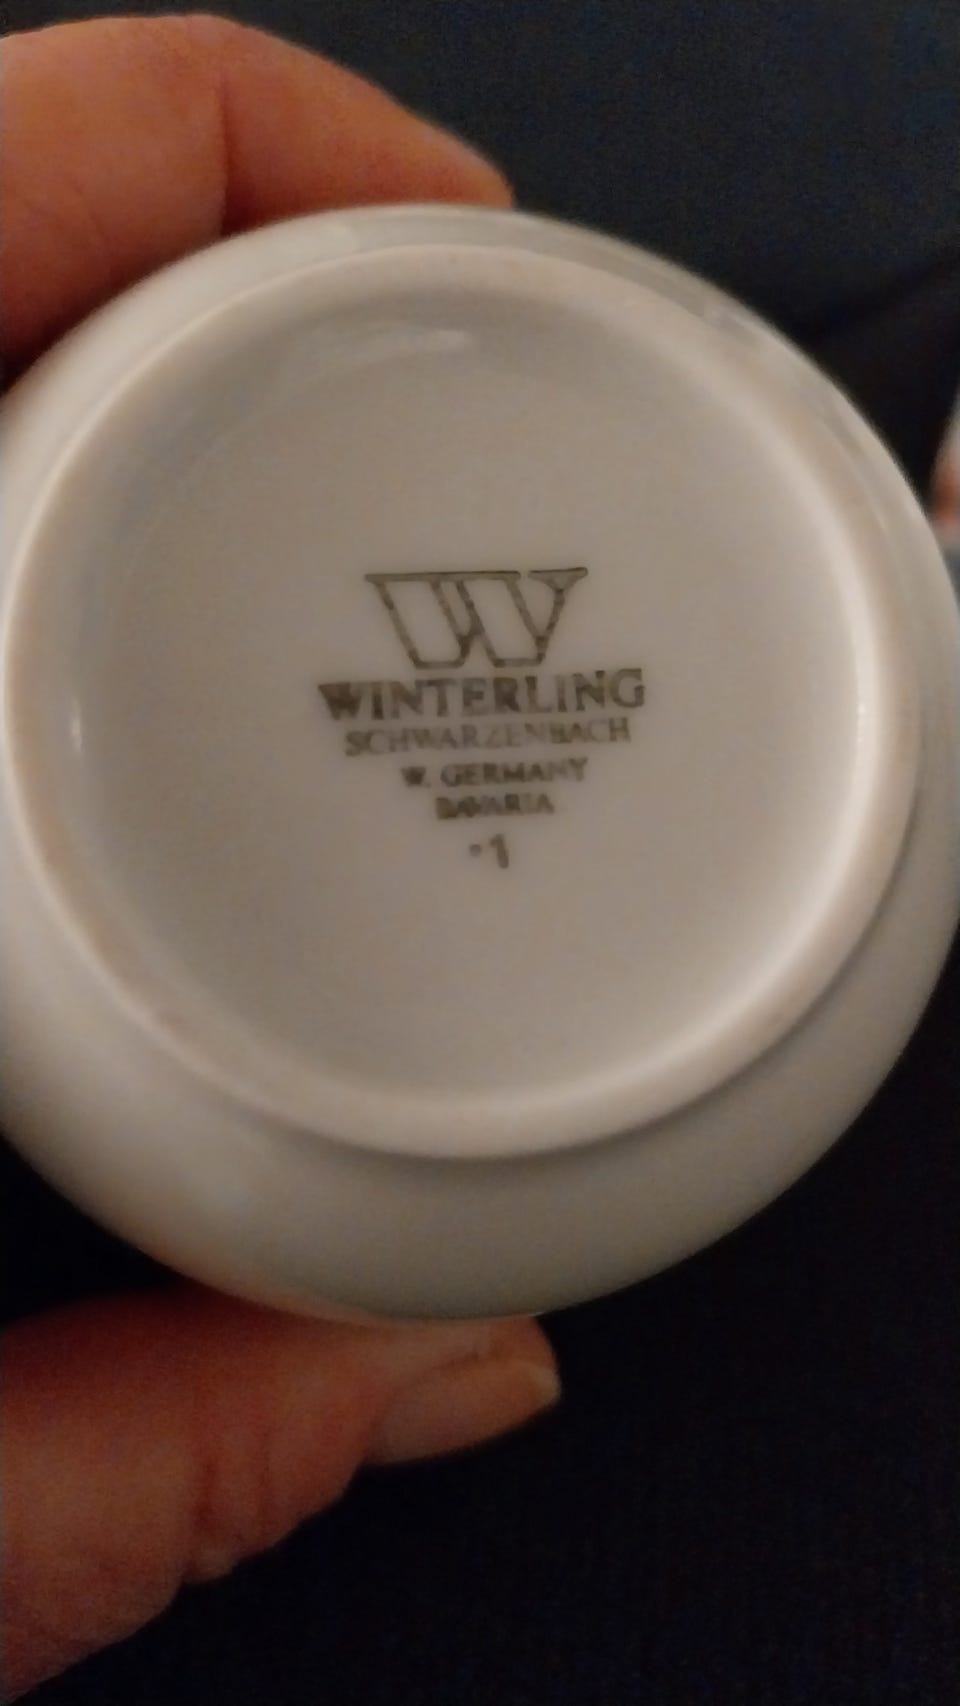 W
WINTERLING
SCHWARZENBACH
W. GERMANY
BAVARIA
•1